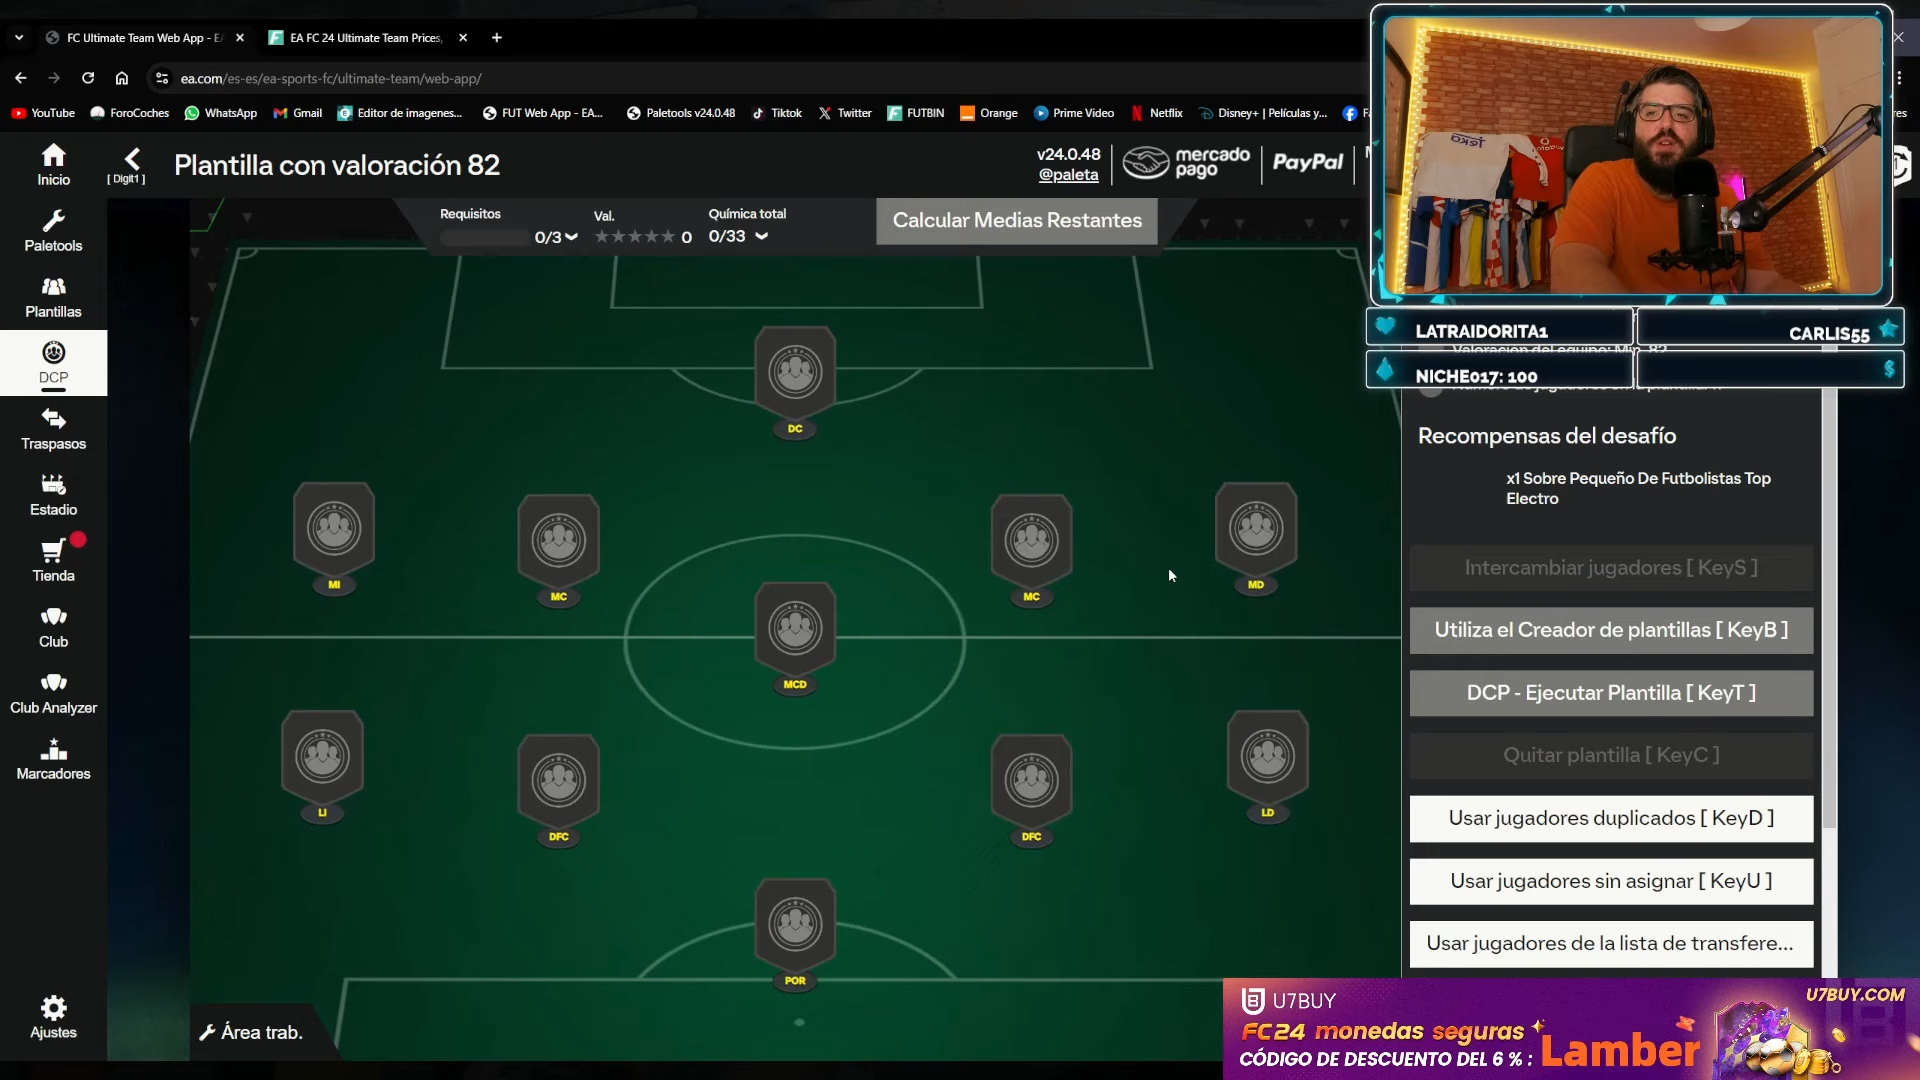 FC Ultimate Team Web App - EA
EA FC 24 Ultimate Team Prices,
ea.com/es-es/ea-sports-fc/ultimate-team/web-app/
YouTube
ForoCoches
WhatsApp
Gmail
Editor de imagenes...
FUT Web App - EA...
Paletools v24.0.48
Tiktok
Twitter
FUTBIN
Orange
Prime Video
Netflix
Disney+ | Películas y...
Inicio
[ Digit1 ]
Plantilla con valoración 82
v24.0.48
@paleta
mercado
pago
PayPal
Paletools
Plantillas
DCP
Traspasos
Estadio
Tienda
Club
Club Analyzer
Marcadores
Ajustes
Requisitos
0/3
Val.
0
Química total
0/33
Calcular Medias Restantes
DC
MI
MC
MC
MD
MCD
LI
DFC
DFC
LD
POR
Área trab.
LATRAIDORITA1
CARLIS55
NICHE017: 100
Valoración del equipo: Mín. 82
Recompensas del desafío
x1 Sobre Pequeño De Futbolistas Top
Electro
Intercambiar jugadores [ KeyS ]
Utiliza el Creador de plantillas [ KeyB ]
DCP - Ejecutar Plantilla [ KeyT ]
Quitar plantilla [ KeyC ]
Usar jugadores duplicados [ KeyD ]
Usar jugadores sin asignar [ KeyU ]
Usar jugadores de la lista de transfere...
U7BUY
U7BUY.COM
FC24 monedas seguras
CÓDIGO DE DESCUENTO DEL 6 % : Lamber